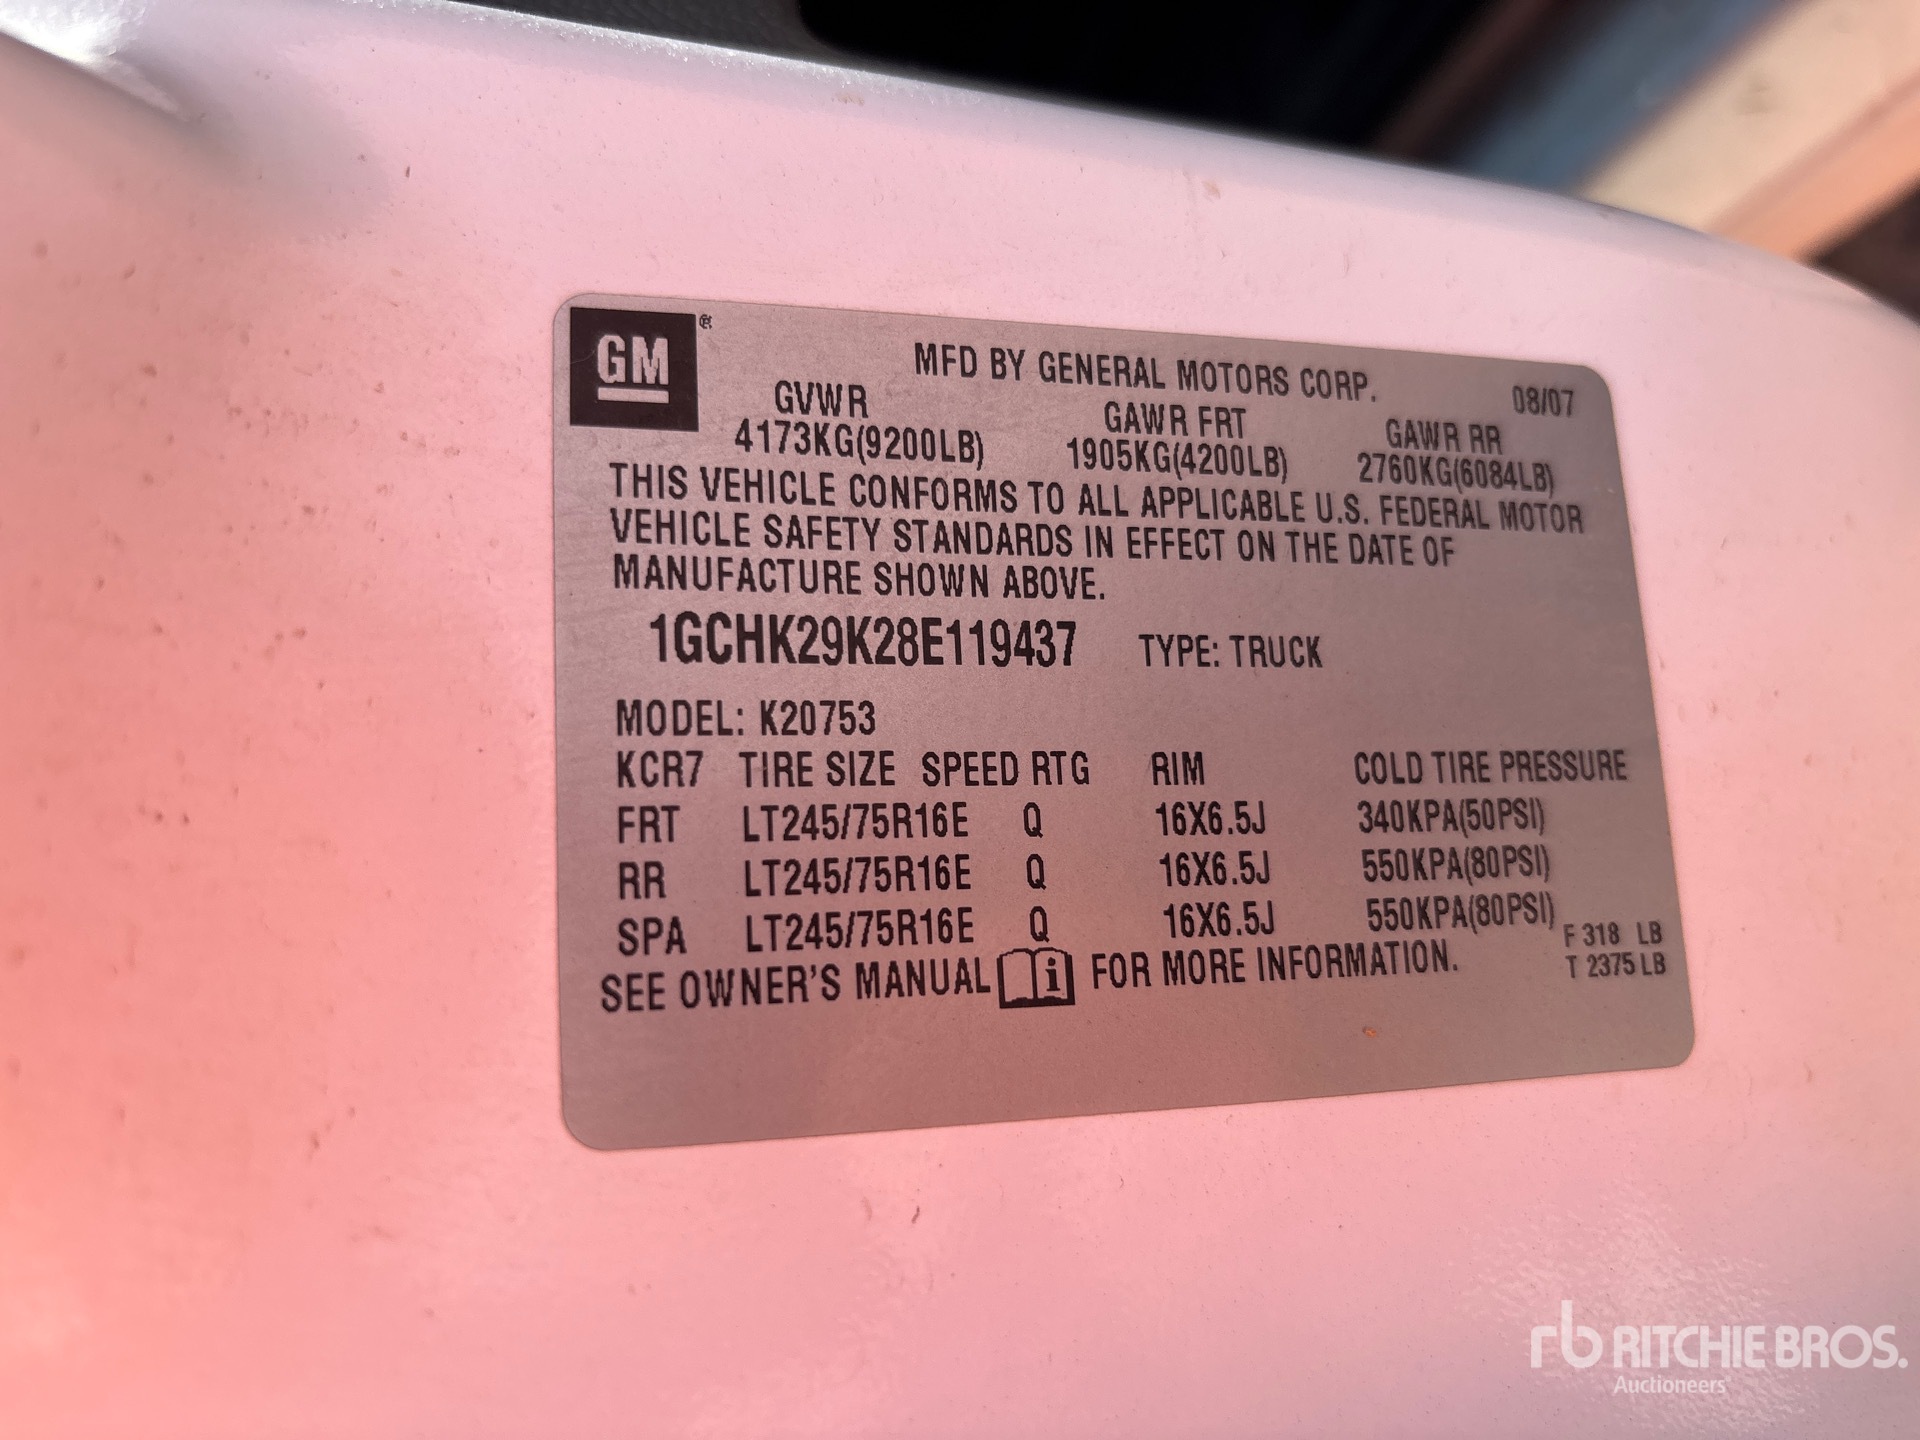 GM
MFD BY GENERAL MOTORS CORP. 08/07
GVWR GAWR FRT GAWR RR
4173KG(9200LB) 1905KG(4200LB) 2760KG(6084LB)
THIS VEHICLE CONFORMS TO ALL APPLICABLE U.S. FEDERAL MOTOR
VEHICLE SAFETY STANDARDS IN EFFECT ON THE DATE OF
MANUFACTURE SHOWN ABOVE.
1GCHK29K28E119437 TYPE: TRUCK
MODEL: K20753
KCR7 TIRE SIZE SPEED RTG RIM COLD TIRE PRESSURE
FRT LT245/75R16E Q 16X6.5J 340KPA(50PSI)
RR LT245/75R16E Q 16X6.5J 550KPA(80PSI)
SPA LT245/75R16E Q 16X6.5J 550KPA(80PSI)
F 318 LB
T 2375 LB
SEE OWNER'S MANUAL i FOR MORE INFORMATION.
rb RITCHIE BROS.
Auctioneers